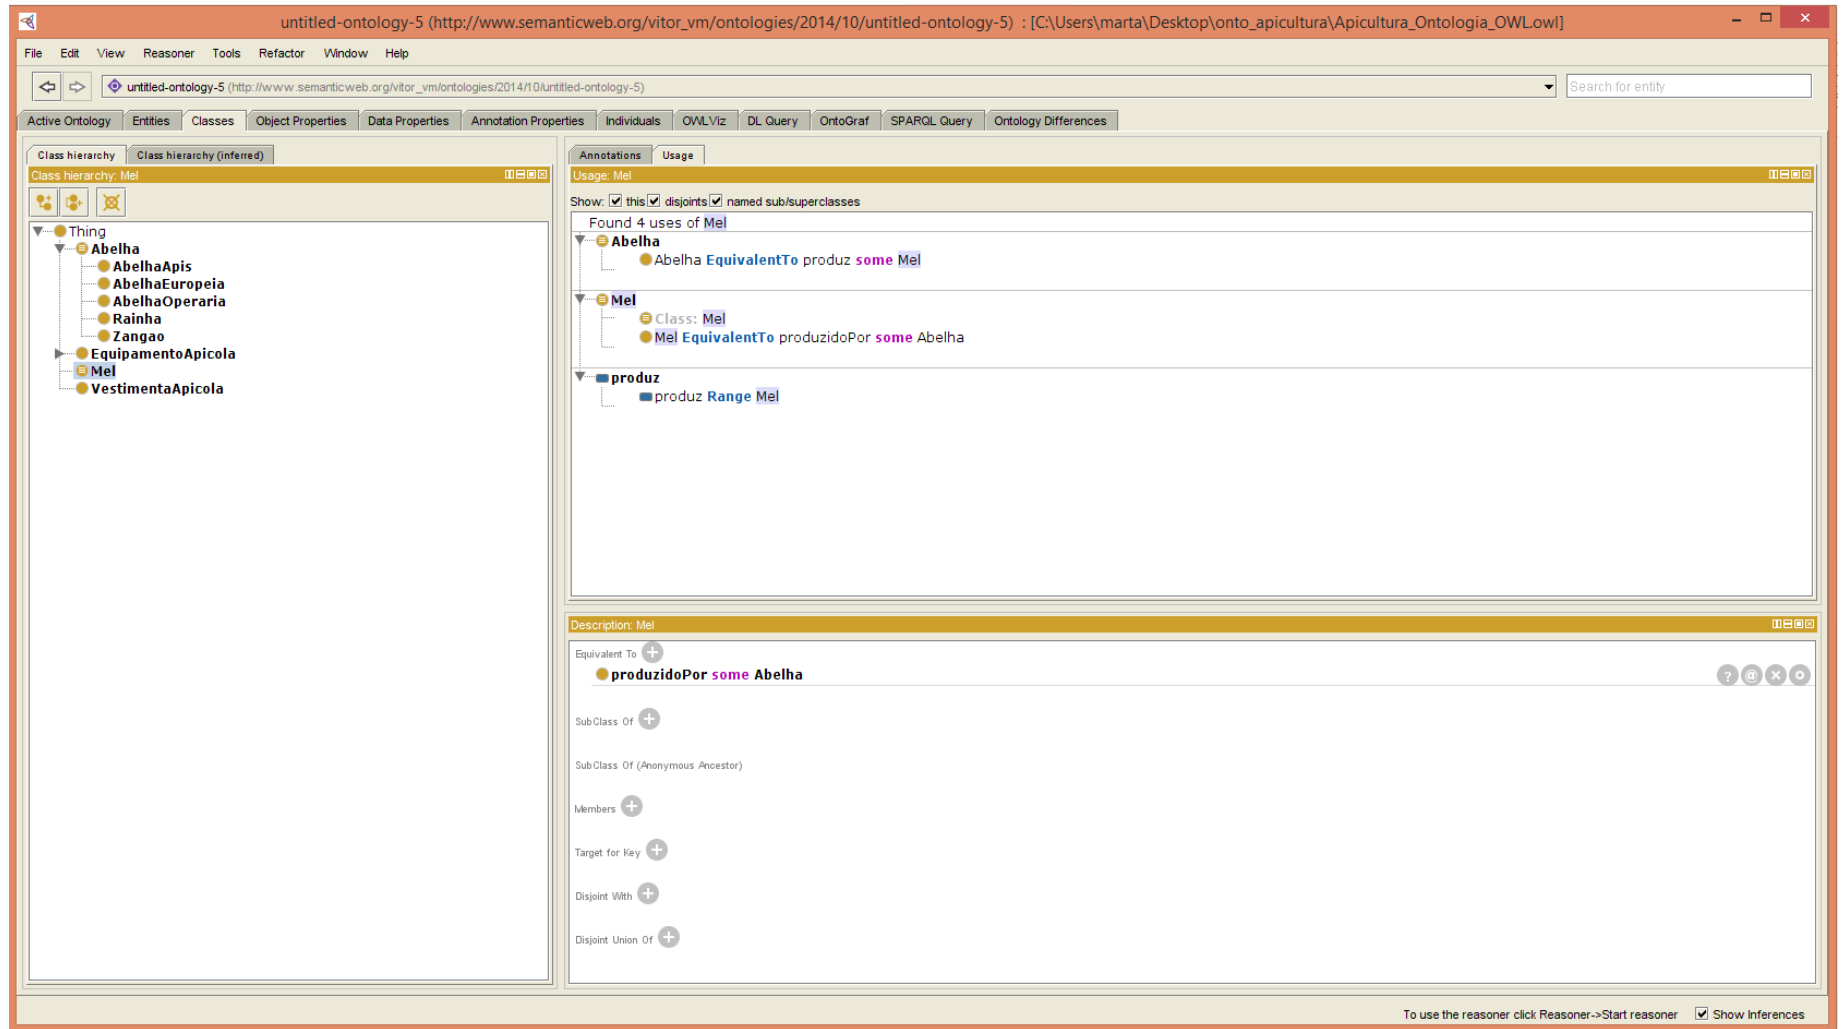 untitled-ontology-5 (http://www.semanticweb.org/vitor_vm/ontologies/2014/10/untitled-ontology-5) : [C:\Users\marta\Desktop\onto_apicultura\Apicultura_Ontologia_OWL.owl]
File Edit View Reasoner Tools Refactor Window Help
untitled-ontology-5 (http://www.semanticweb.org/vitor_vm/ontologies/2014/10/untitled-ontology-5)
Search for entity
Active Ontology Entities Classes Object Properties Data Properties Annotation Properties Individuals OWLViz DL Query OntoGraf SPARQL Query Ontology Differences
Class hierarchy Class hierarchy (inferred)
Class hierarchy: Mel
Thing
Abelha
AbelhaApis
AbelhaEuropeia
AbelhaOperaria
Rainha
Zangao
EquipamentoApicola
Mel
VestimentaApicola
Annotations Usage
Usage: Mel
Show: this disjoints named sub/superclasses
Found 4 uses of Mel
Abelha
Abelha EquivalentTo produz some Mel
Mel
Class: Mel
Mel EquivalentTo produzidoPor some Abelha
produz
produz Range Mel
Description: Mel
Equivalent To
produzidoPor some Abelha
? @
SubClass Of
SubClass Of (Anonymous Ancestor)
Members
Target for Key
Disjoint With
Disjoint Union Of
To use the reasoner click Reasoner->Start reasoner Show Inferences